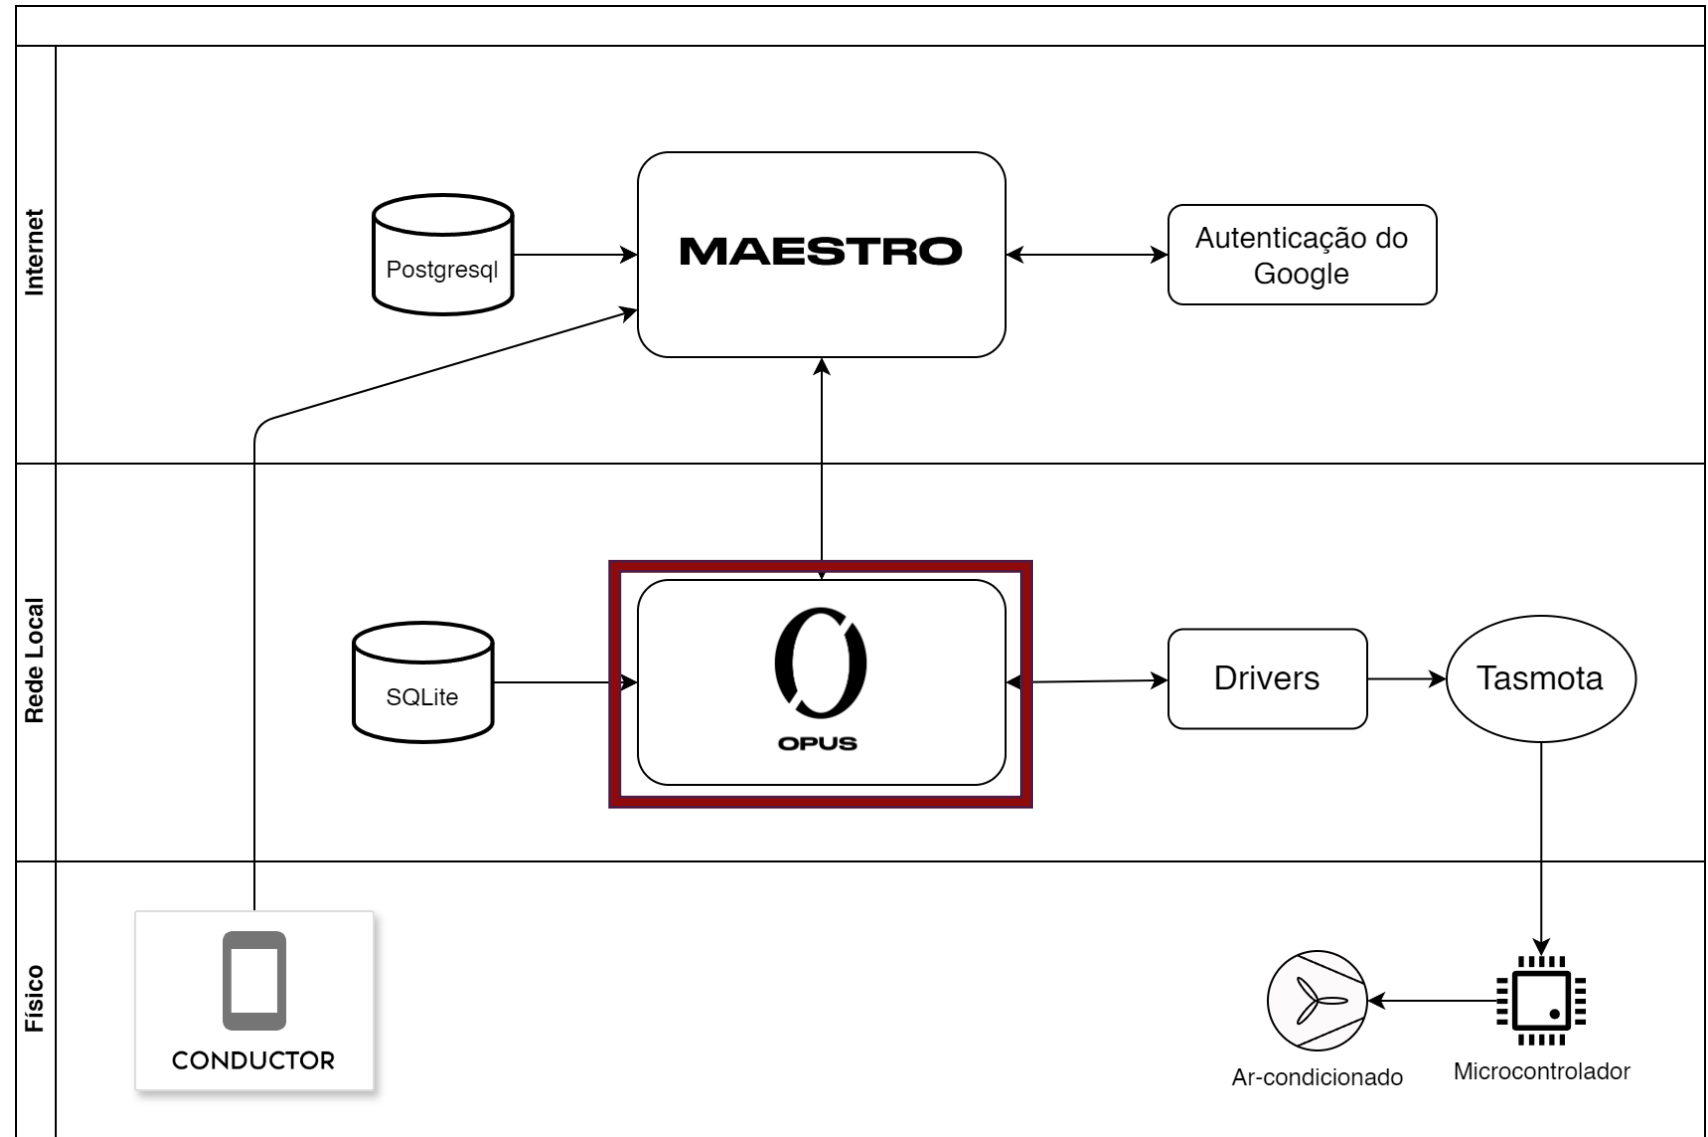 Internet
Postgresql
MAESTRO
Autenticação do
Google
Rede Local
SQLite
OPUS
Drivers
Tasmota
Físico
CONDUCTOR
Ar-condicionado
Microcontrolador